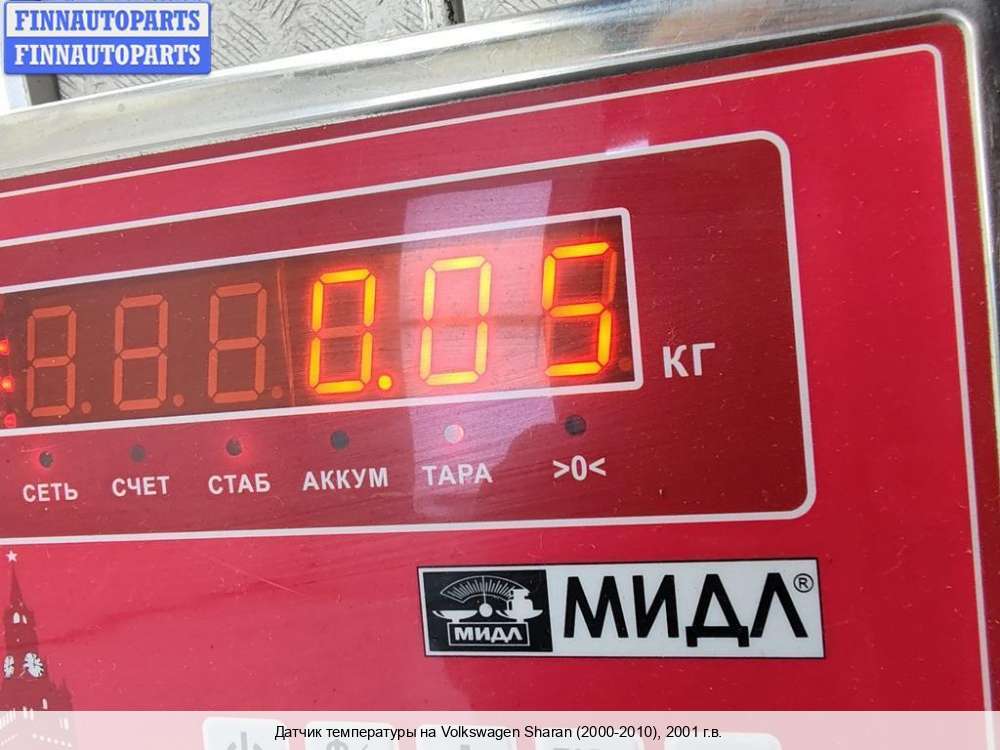 FINNAUTOPARTS
FINNAUTOPARTS
0.05
КГ
СЕТЬ СЧЕТ СТАБ АККУМ ТАРА >0<
МИДЛ МИДЛ®
Датчик температуры на Volkswagen Sharan (2000-2010), 2001 г.в.